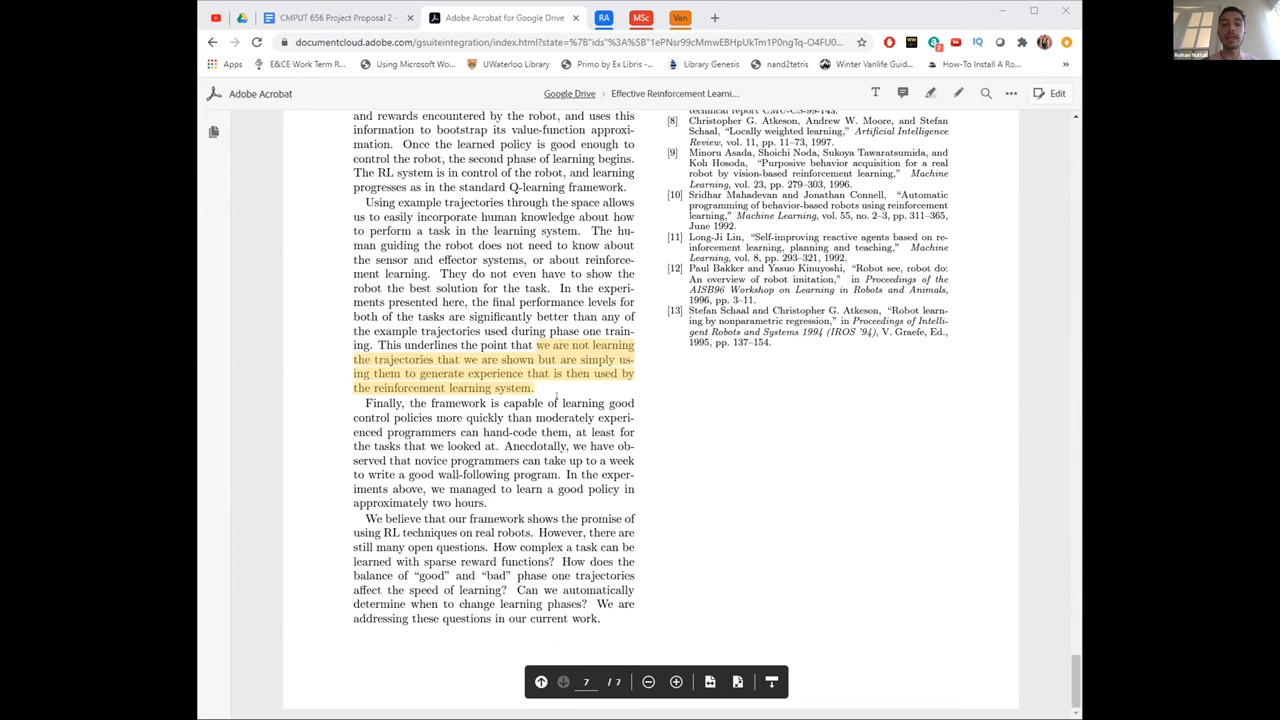 CMPUT 656 Project Proposal 2 -
Adobe Acrobat for Google Drive
RA
MSc
Van
documentcloud.adobe.com/gsuiteintegration/index.html?state=%7B"ids"%3A%5B"1ePNsr99cMmwEBHpUkTm1P0ngTq-O4FU0...
Apps
E&CE Work Term R...
Using Microsoft Wo...
UWaterloo Library
Primo by Ex Libris -...
Library Genesis
nand2tetris
Winter Vanlife Guid...
How-To Install A Ro...
Rohan Nuttall
Adobe Acrobat
Google Drive
Effective Reinforcement Learni...
Edit
and rewards encountered by the robot, and uses this
information to bootstrap its value-function approxi-
mation. Once the learned policy is good enough to
control the robot, the second phase of learning begins.
The RL system is in control of the robot, and learning
progresses as in the standard Q-learning framework.
Using example trajectories through the space allows
us to easily incorporate human knowledge about how
to perform a task in the learning system. The hu-
man guiding the robot does not need to know about
the sensor and effector systems, or about reinforce-
ment learning. They do not even have to show the
robot the best solution for the task. In the experi-
ments presented here, the final performance levels for
both of the tasks are significantly better than any of
the example trajectories used during phase one train-
ing. This underlines the point that we are not learning
the trajectories that we are shown but are simply us-
ing them to generate experience that is then used by
the reinforcement learning system.
Finally, the framework is capable of learning good
control policies more quickly than moderately experi-
enced programmers can hand-code them, at least for
the tasks that we looked at. Anecdotally, we have ob-
served that novice programmers can take up to a week
to write a good wall-following program. In the exper-
iments above, we managed to learn a good policy in
approximately two hours.
We believe that our framework shows the promise of
using RL techniques on real robots. However, there are
still many open questions. How complex a task can be
learned with sparse reward functions? How does the
balance of "good" and "bad" phase one trajectories
affect the speed of learning? Can we automatically
determine when to change learning phases? We are
addressing these questions in our current work.
technical report CMU-CS-99-143.
[8] Christopher G. Atkeson, Andrew W. Moore, and Stefan
Schaal, "Locally weighted learning," Artificial Intelligence
Review, vol. 11, pp. 11–73, 1997.
[9] Minoru Asada, Shoichi Noda, Sukoya Tawaratsumida, and
Koh Hosoda, "Purposive behavior acquisition for a real
robot by vision-based reinforcement learning," Machine
Learning, vol. 23, pp. 279–303, 1996.
[10] Sridhar Mahadevan and Jonathan Connell, "Automatic
programming of behavior-based robots using reinforcement
learning," Machine Learning, vol. 55, no. 2–3, pp. 311–365,
June 1992.
[11] Long-Ji Lin, "Self-improving reactive agents based on re-
inforcement learning, planning and teaching," Machine
Learning, vol. 8, pp. 293–321, 1992.
[12] Paul Bakker and Yasuo Kinuyoshi, "Robot see, robot do:
An overview of robot imitation," in Proceedings of the
AISB96 Workshop on Learning in Robots and Animals,
1996, pp. 3–11.
[13] Stefan Schaal and Christopher G. Atkeson, "Robot learn-
ing by nonparametric regression," in Proceedings of Intelli-
gent Robots and Systems 1994 (IROS '94), V. Graefe, Ed.,
1995, pp. 137–154.
7 / 7